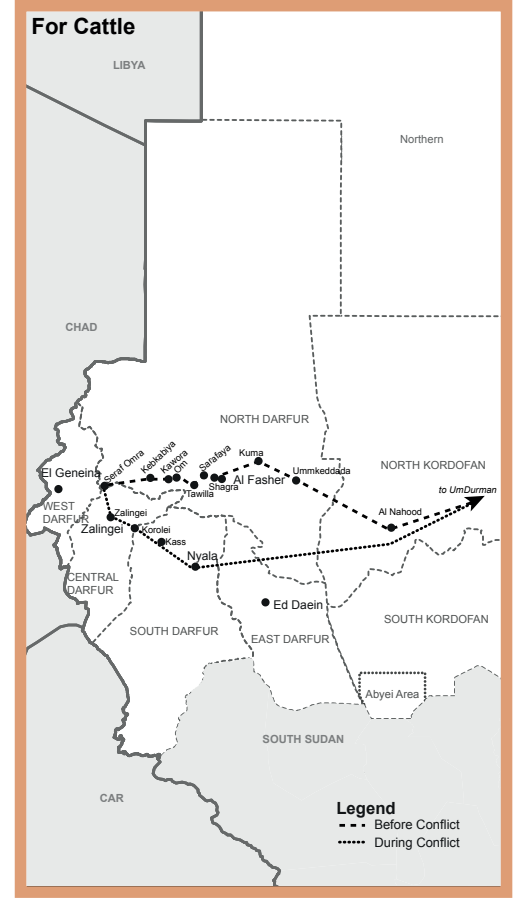 For Cattle
LIBYA
Northern
CHAD
NORTH DARFUR
Kuma
Ummkeddada
NORTH KORDOFAN
to UmDurman
El Geneina
Seraf Omra
Kebkabiya
Kawora
Om
Tawilla
Sarafaya
Shagra
Al Fasher
Al Nahood
WEST
DARFUR
Zalingei
Zalingei
Korolei
Kass
Nyala
CENTRAL
DARFUR
Ed Daein
SOUTH DARFUR
EAST DARFUR
SOUTH KORDOFAN
Abyei Area
SOUTH SUDAN
CAR
Legend
Before Conflict
During Conflict